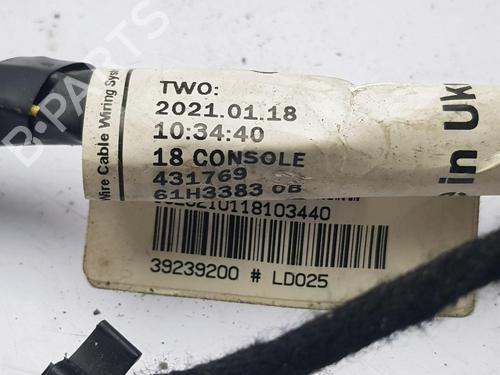 B-PARTS
Wire Cable Wiring Sys
TWO:
2021.01.18
10:34:40
18 CONSOLE
431769
61H3383 0B
in UK
210118103440
39239200 # LD025